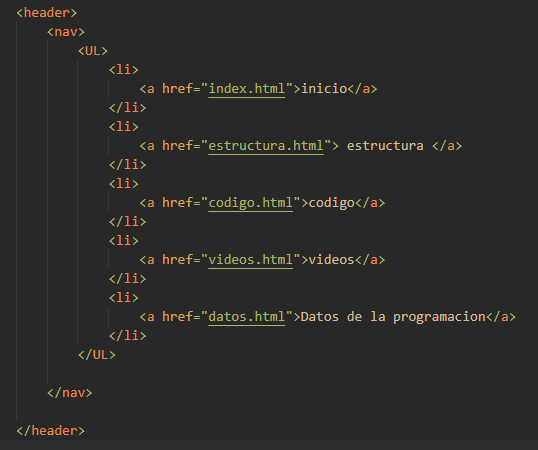 <header>
<nav>
<UL>
<li>
<a href="index.html">inicio</a>
</li>
<li>
<a href="estructura.html"> estructura </a>
</li>
<li>
<a href="codigo.html">codigo</a>
</li>
<li>
<a href="videos.html">videos</a>
</li>
<li>
<a href="datos.html">Datos de la programacion</a>
</li>
</UL>
</nav>
</header>